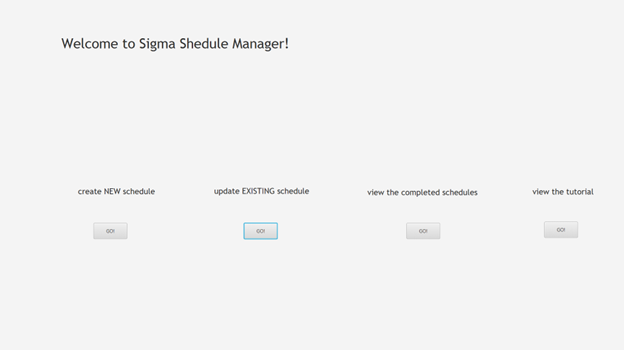 Welcome to Sigma Shedule Manager!
create NEW schedule
update EXISTING schedule
view the completed schedules
view the tutorial
GO!
GO!
GO!
GO!